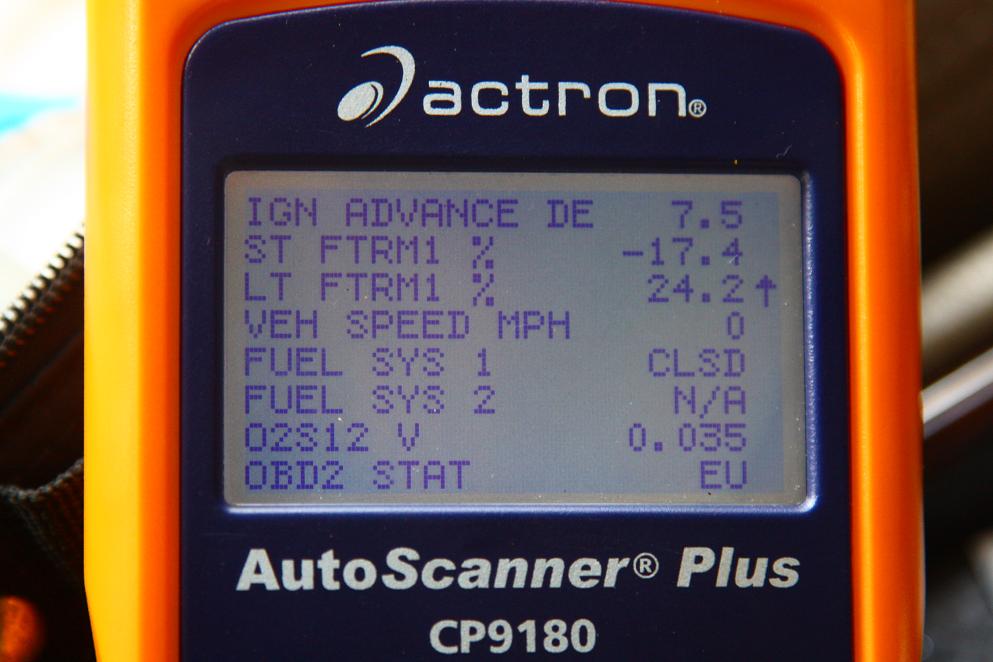 actron®
IGN ADVANCE DE 7.5
ST FTRM1 % -17.4
LT FTRM1 % 24.2↑
VEH SPEED MPH 0
FUEL SYS 1 CLSD
FUEL SYS 2 N/A
O2S12 V 0.035
OBD2 STAT EU
AutoScanner® Plus
CP9180